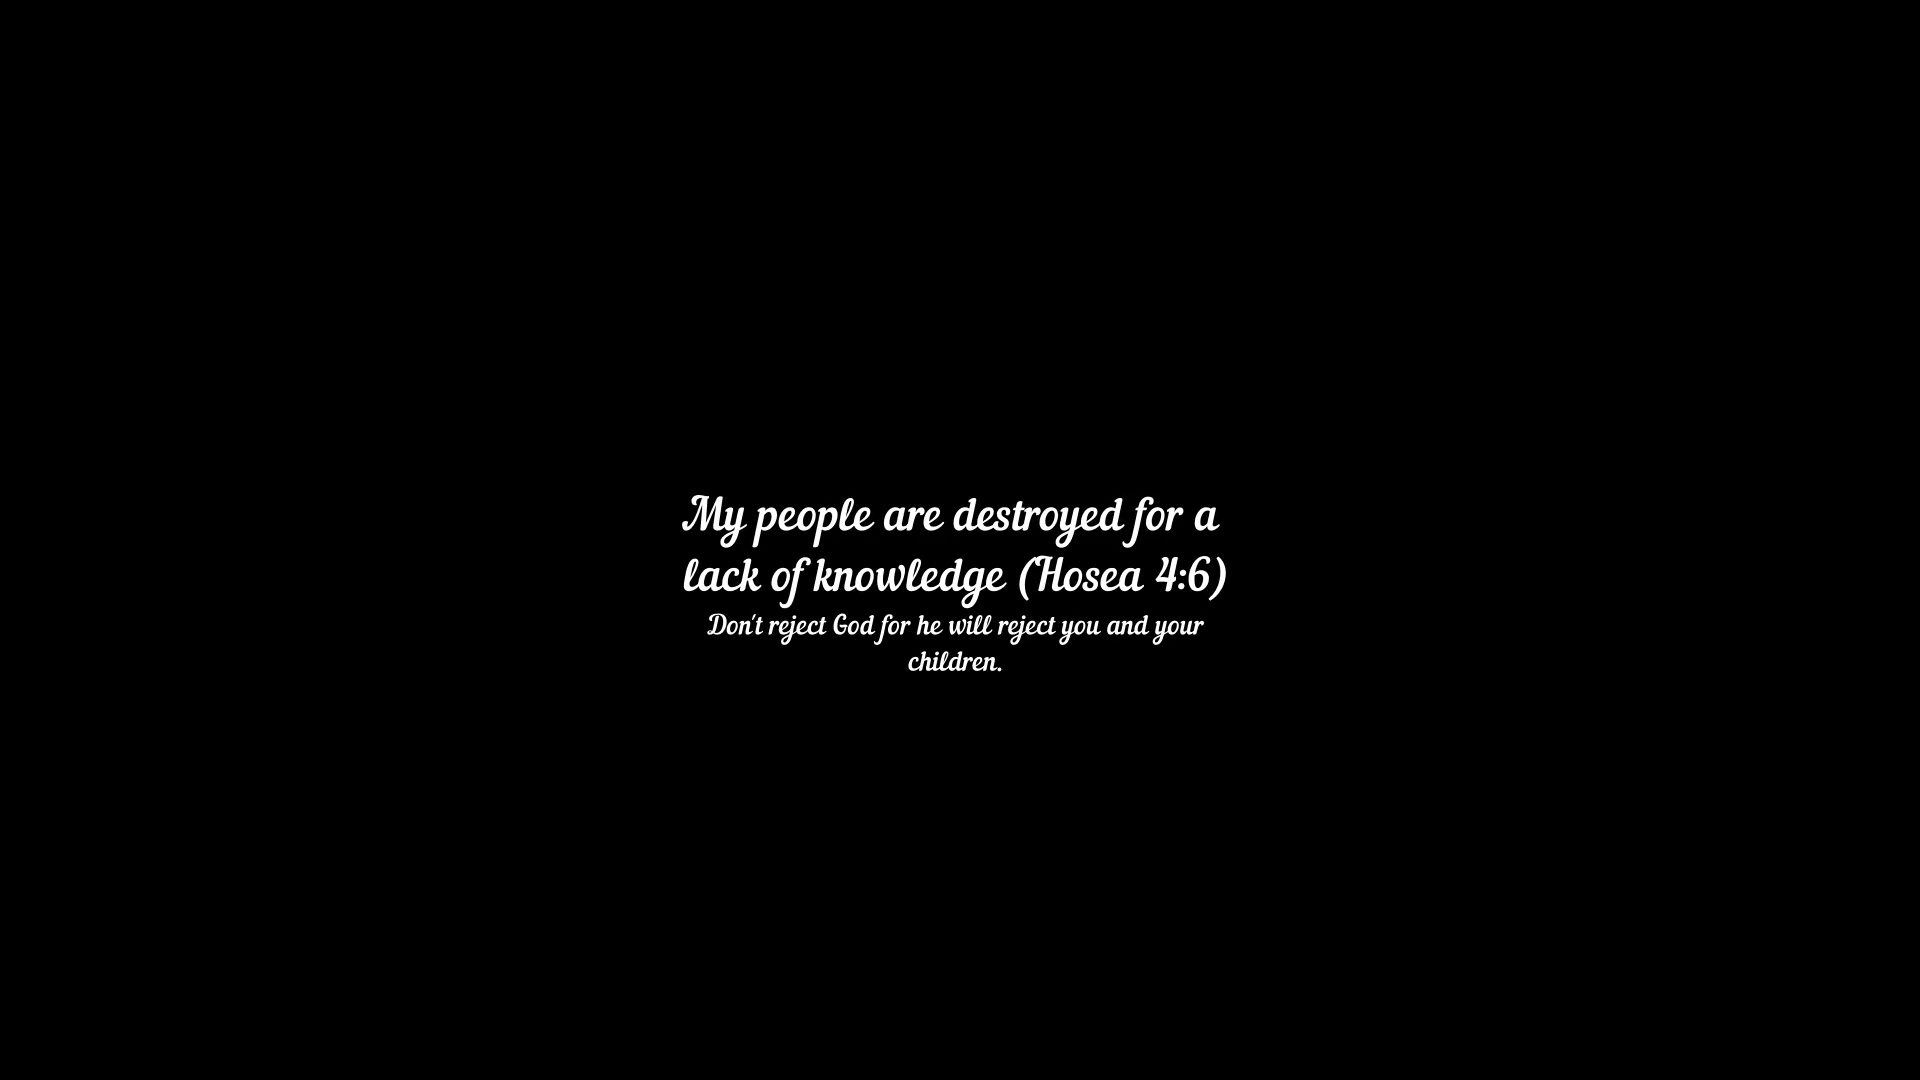 My people are destroyed for a
lack of knowledge (Hosea 4:6)
Don't reject God for he will reject you and your
children.